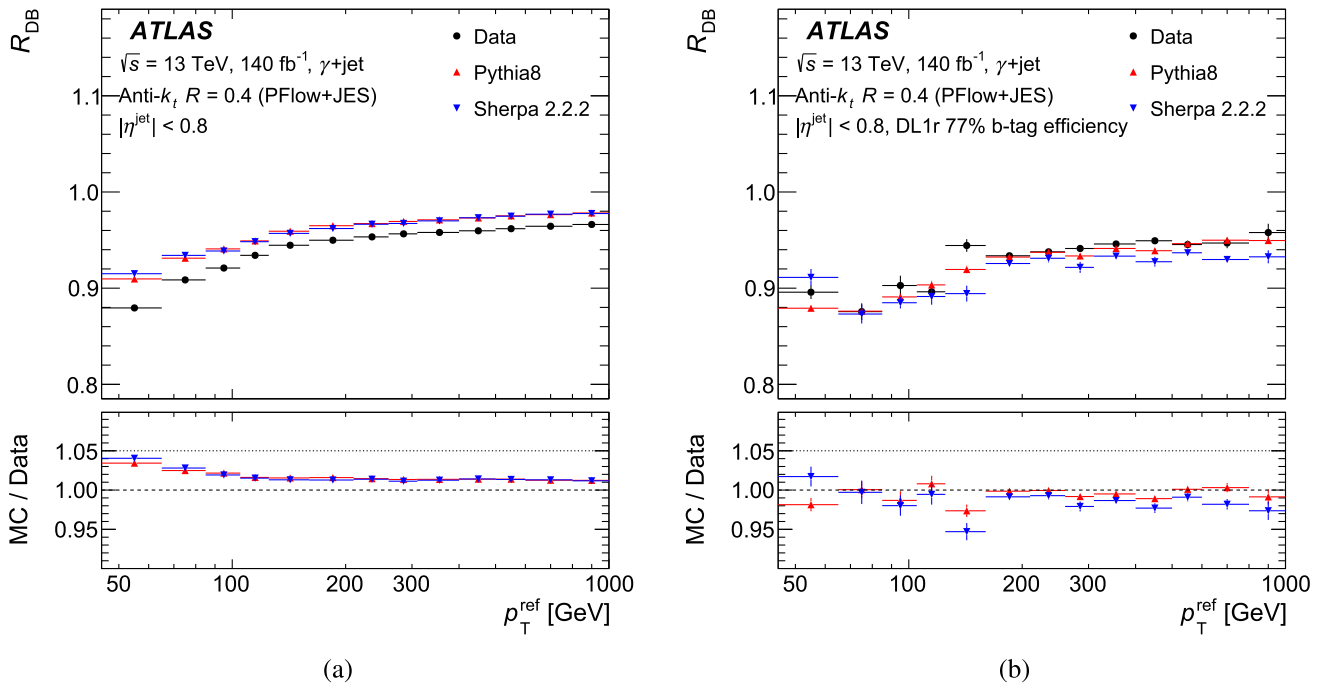 R_DB
ATLAS
√s = 13 TeV, 140 fb⁻¹, γ+jet
Anti-k_t R = 0.4 (PFlow+JES)
|η^jet| < 0.8
Data
Pythia8
Sherpa 2.2.2
1.1
1.0
0.9
0.8
MC / Data
1.05
1.00
0.95
50 100 200 300 1000
p_T^ref [GeV]
(a)
R_DB
ATLAS
√s = 13 TeV, 140 fb⁻¹, γ+jet
Anti-k_t R = 0.4 (PFlow+JES)
|η^jet| < 0.8, DL1r 77% b-tag efficiency
Data
Pythia8
Sherpa 2.2.2
1.1
1.0
0.9
0.8
MC / Data
1.05
1.00
0.95
50 100 200 300 1000
p_T^ref [GeV]
(b)